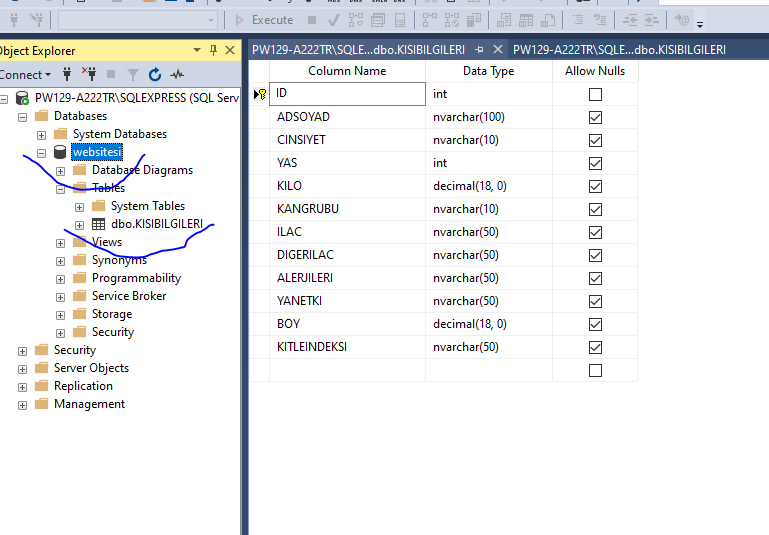 Execute
Object Explorer
Connect
PW129-A222TR\SQLEXPRESS (SQL Serv
Databases
System Databases
websitesi
Database Diagrams
Tables
System Tables
dbo.KISIBILGILERI
Views
Synonyms
Programmability
Service Broker
Storage
Security
Security
Server Objects
Replication
Management
PW129-A222TR\SQLE...dbo.KISIBILGERI
PW129-A222TR\SQLE...dbo.KISIBILGILERI
Column Name Data Type Allow Nulls
ID int
ADSOYAD nvarchar(100)
CINSIYET nvarchar(10)
YAS int
KILO decimal(18, 0)
KANGRUBU nvarchar(10)
ILAC nvarchar(50)
DIGERILAC nvarchar(50)
ALERJILERI nvarchar(50)
YANETKI nvarchar(50)
BOY decimal(18, 0)
KITLEINDEKSI nvarchar(50)